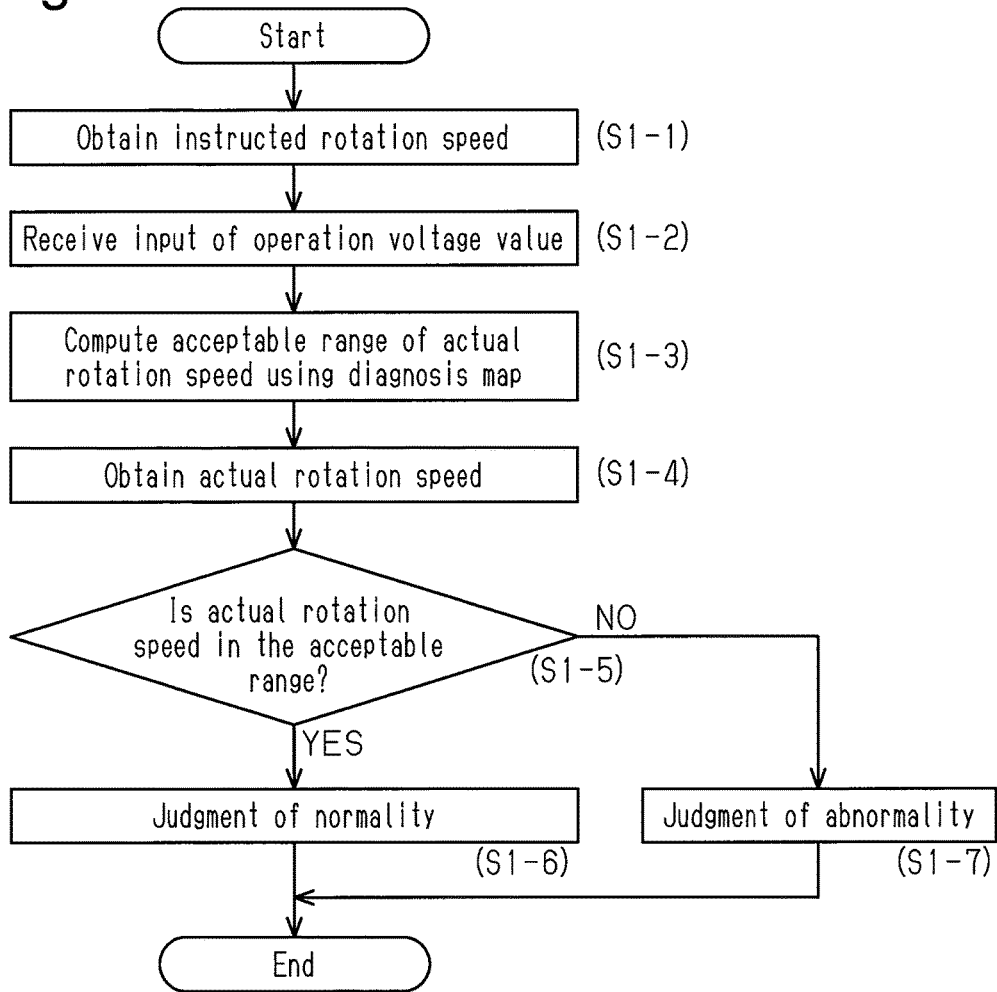 Start
Obtain instructed rotation speed
(S1-1)
Receive input of operation voltage value
(S1-2)
Compute acceptable range of actual
rotation speed using diagnosis map
(S1-3)
Obtain actual rotation speed
(S1-4)
Is actual rotation
speed in the acceptable
range?
NO
(S1-5)
YES
Judgment of normality
(S1-6)
Judgment of abnormality
(S1-7)
End